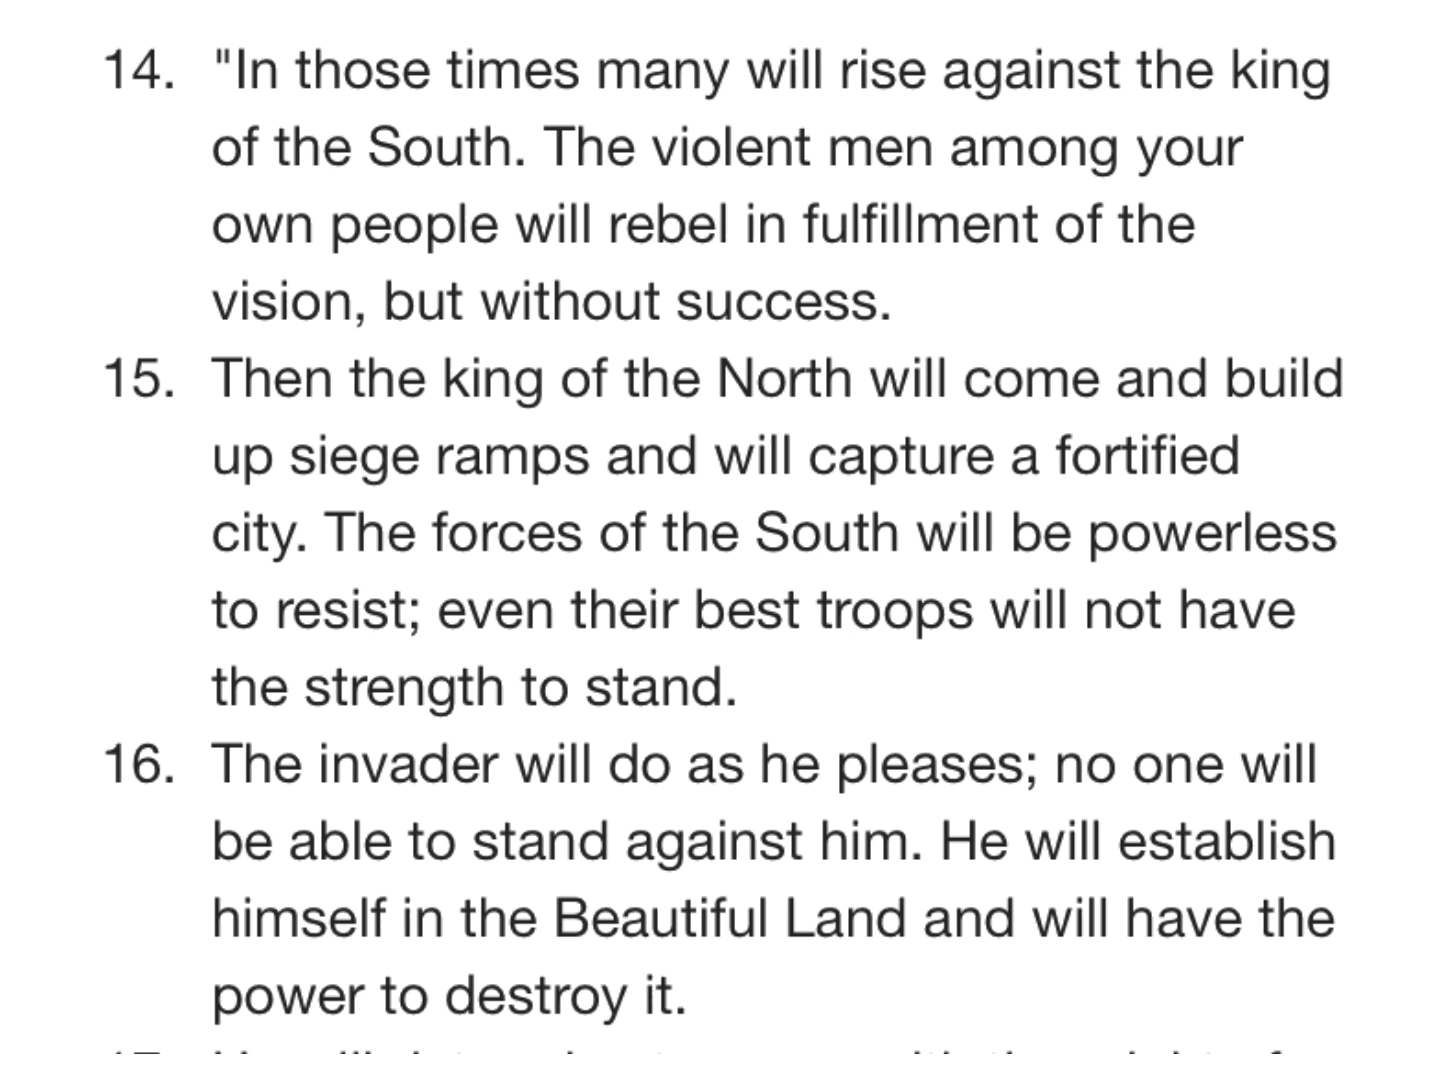 14. "In those times many will rise against the king
of the South. The violent men among your
own people will rebel in fulfillment of the
vision, but without success.
15. Then the king of the North will come and build
up siege ramps and will capture a fortified
city. The forces of the South will be powerless
to resist; even their best troops will not have
the strength to stand.
16. The invader will do as he pleases; no one will
be able to stand against him. He will establish
himself in the Beautiful Land and will have the
power to destroy it.